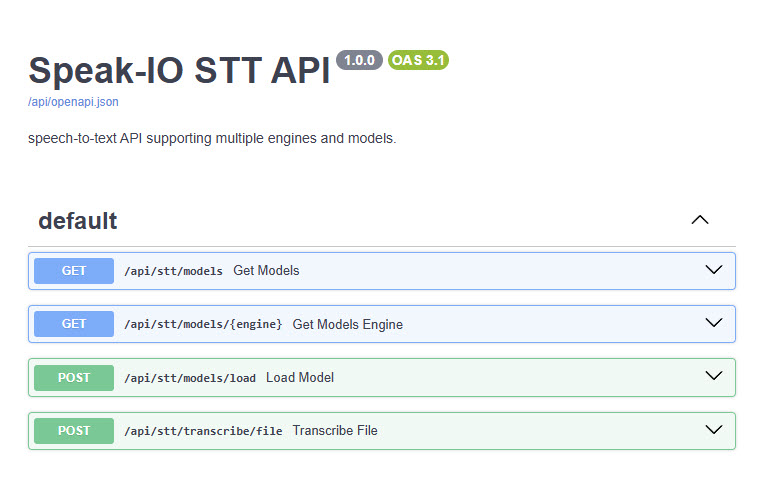 Speak-IO STT API 1.0.0 OAS 3.1
/api/openapi.json
speech-to-text API supporting multiple engines and models.
default
GET /api/stt/models Get Models
GET /api/stt/models/{engine} Get Models Engine
POST /api/stt/models/load Load Model
POST /api/stt/transcribe/file Transcribe File